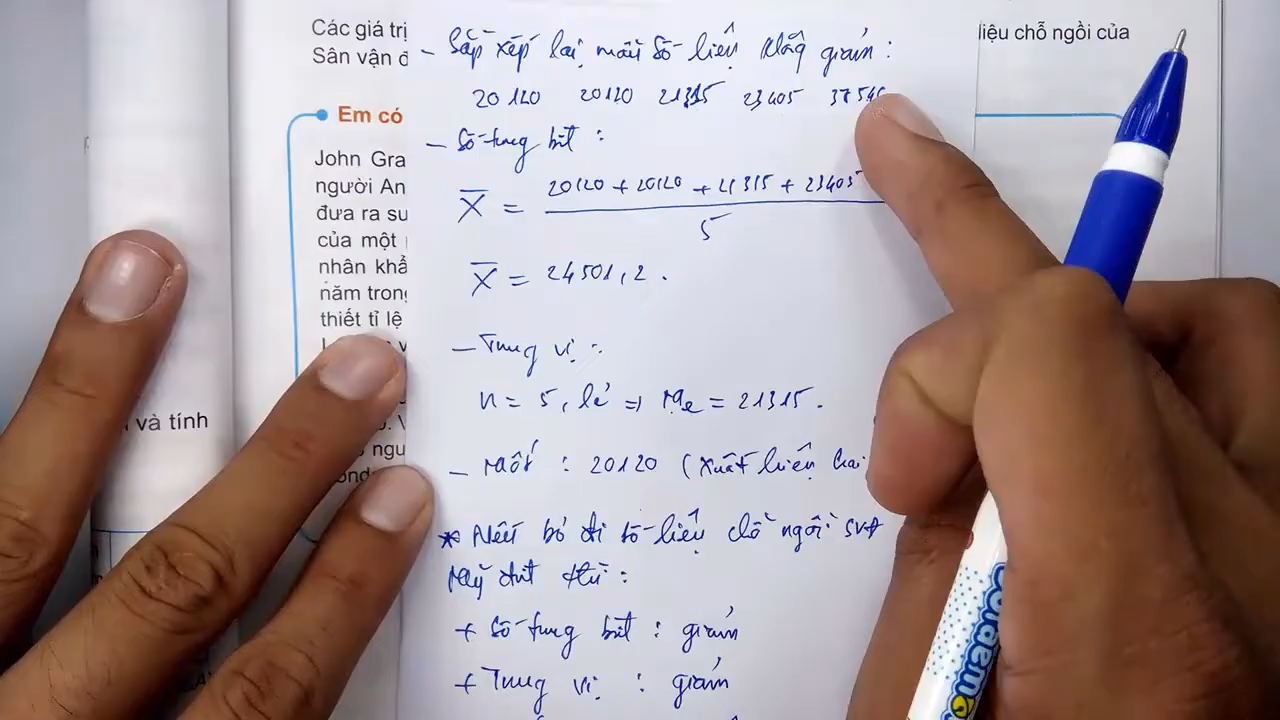 Các giá trị
Sân vận đ
liệu chỗ ngồi của
Em có
John Gra
người An
đưa ra su
của một
nhân khẩ
năm trong
thiết tỉ lệ
và tính
ngu
- Sắp xếp lại mẫu số liệu không giảm :
20120 20120 21315 23405 37546
- Số trung bình :
X̄ = 20120 + 20120 + 21315 + 23405
5
X̄ = 24501,2.
- Trung vị :
n = 5, lẻ ⇒ Me = 21315.
- Mốt : 20120 (xuất hiện hai
* Nếu bỏ đi số liệu chỗ ngồi svđ
Mỹ đình thì :
+ Số trung bình : giảm
+ Trung vị : giảm